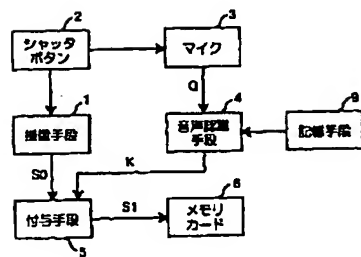 2
シャッタ
ボタン
3
マイク
1
撮像手段
Q
4
音声認識
手段
9
記憶手段
S0
K
付与手段
5
S1
6
メモリ
カード